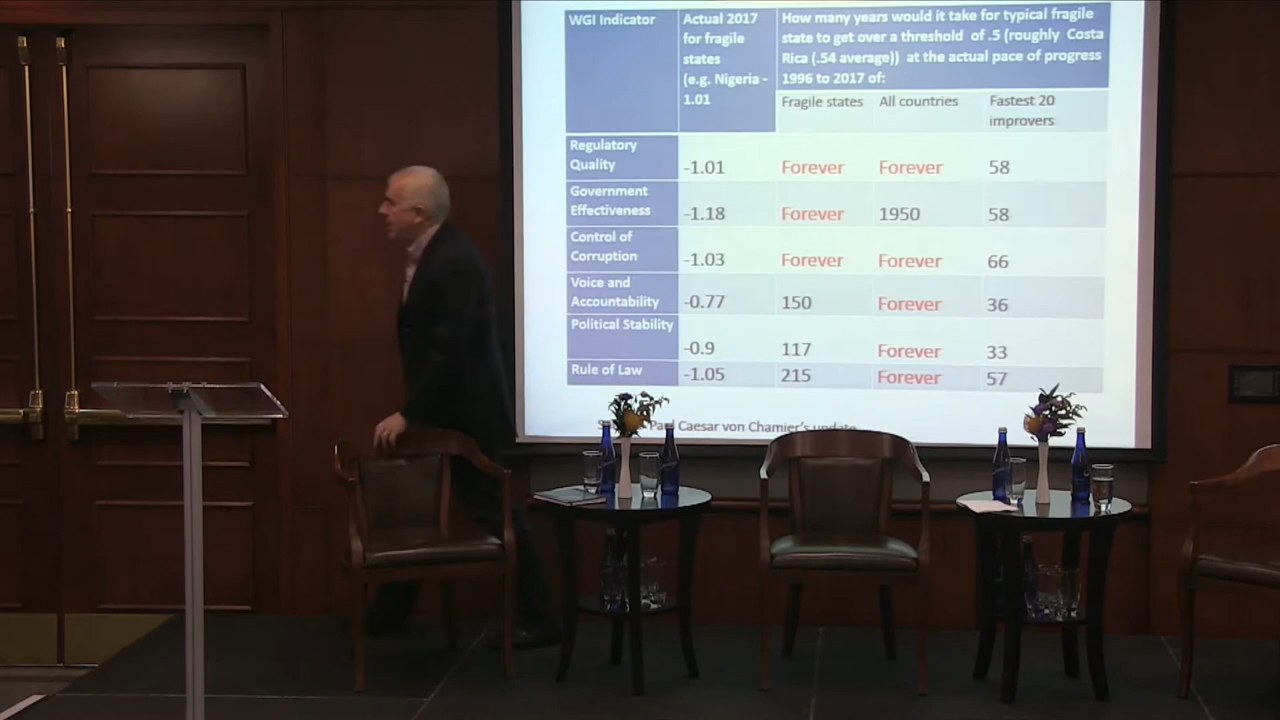 WGI Indicator
Actual 2017
for fragile
states
(e.g. Nigeria -
1.01
How many years would it take for typical fragile
state to get over a threshold of .5 (roughly Costa
Rica (.54 average)) at the actual pace of progress
1996 to 2017 of:
Fragile states
All countries
Fastest 20
improvers
Regulatory
Quality
-1.01
Forever
Forever
58
Government
Effectiveness
-1.18
Forever
1950
58
Control of
Corruption
-1.03
Forever
Forever
66
Voice and
Accountability
-0.77
150
Forever
36
Political Stability
-0.9
117
Forever
33
Rule of Law
-1.05
215
Forever
57
Paul Caesar von Chamier's update